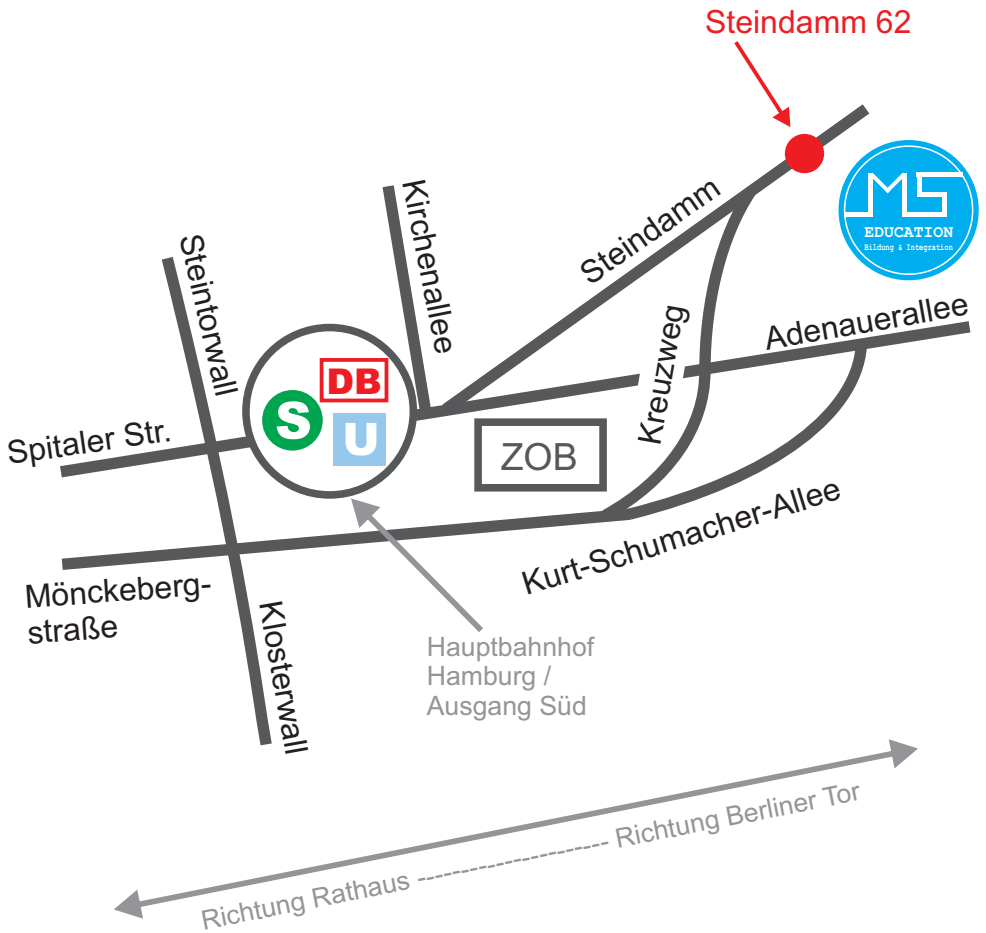 Steindamm 62
MS
EDUCATION
Bildung & Integration
Steindamm
Kirchenallee
Steintorwall
Adenauerallee
Kreuzweg
DB
S
U
Spitaler Str.
ZOB
Kurt-Schumacher-Allee
Mönckeberg-
straße
Klosterwall
Hauptbahnhof
Hamburg /
Ausgang Süd
Richtung Rathaus ---------------------- Richtung Berliner Tor